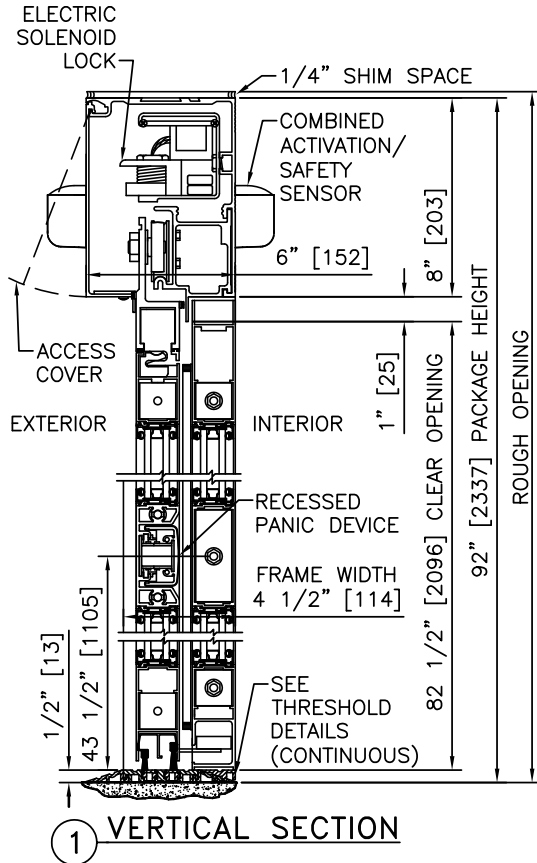 ELECTRIC
SOLENOID
LOCK
1/4" SHIM SPACE
COMBINED
ACTIVATION/
SAFETY
SENSOR
6" [152]
8" [203]
ACCESS
COVER
1" [25]
EXTERIOR
INTERIOR
RECESSED
PANIC DEVICE
FRAME WIDTH
4 1/2" [114]
1/2" [13]
43 1/2" [1105]
82 1/2" [2096] CLEAR OPENING
92" [2337] PACKAGE HEIGHT
ROUGH OPENING
SEE
THRESHOLD
DETAILS
(CONTINUOUS)
1 VERTICAL SECTION